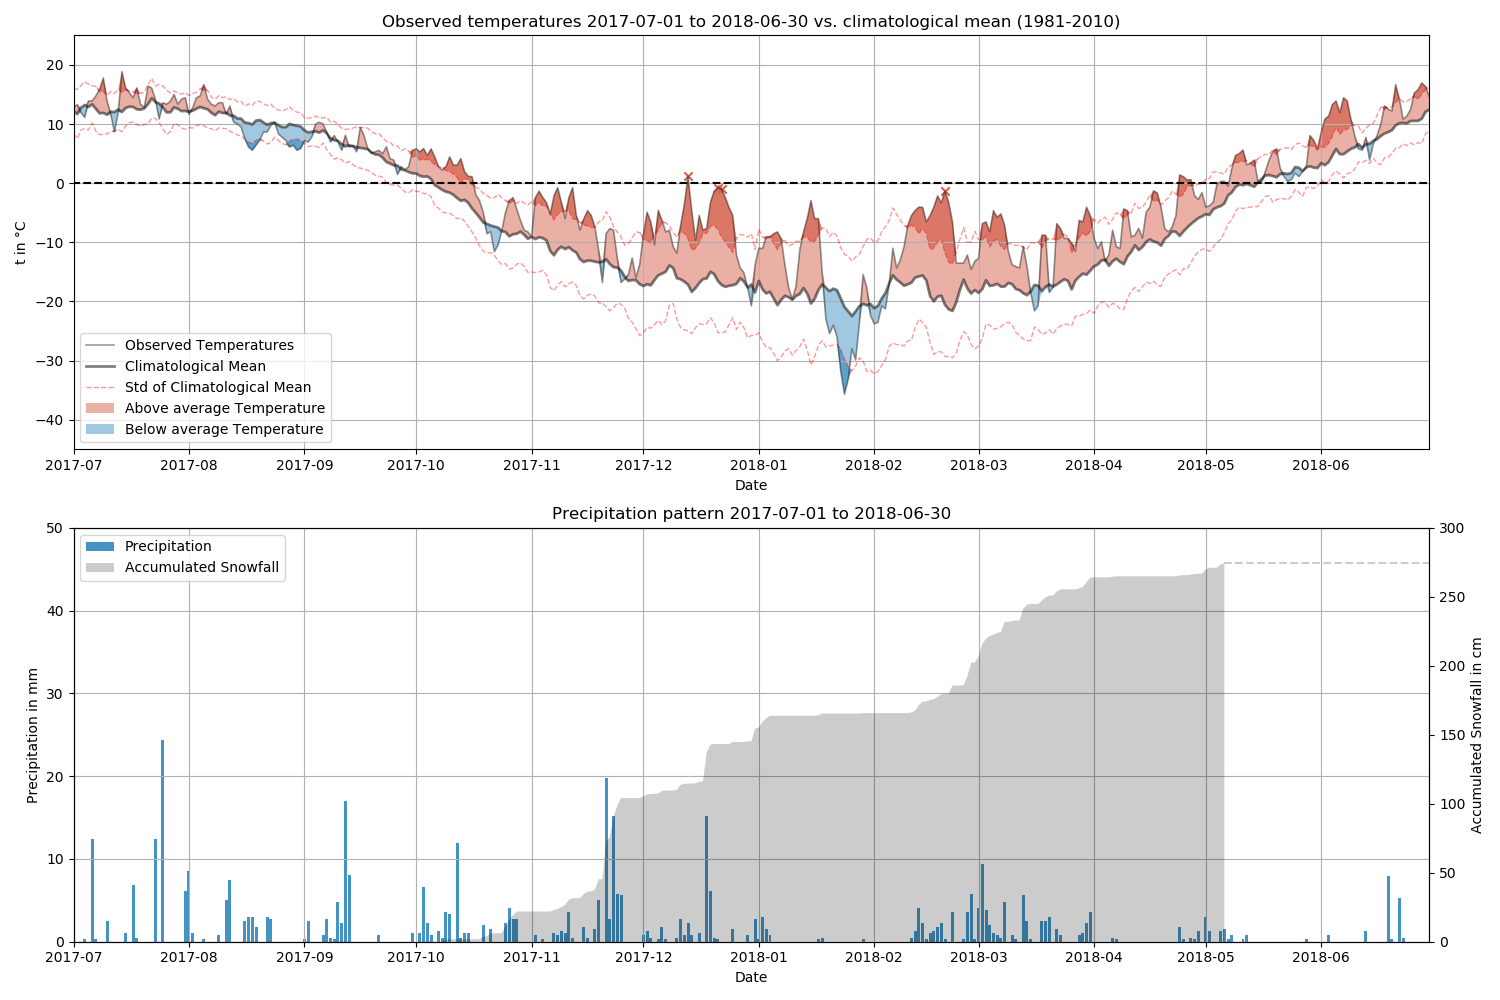 Observed temperatures 2017-07-01 to 2018-06-30 vs. climatological mean (1981-2010)
20
10
0
−10
−20
−30
−40
t in °C
Observed Temperatures
Climatological Mean
Std of Climatological Mean
Above average Temperature
Below average Temperature
2017-07 2017-08 2017-09 2017-10 2017-11 2017-12 2018-01 2018-02 2018-03 2018-04 2018-05 2018-06
Date
Precipitation pattern 2017-07-01 to 2018-06-30
50
40
30
20
10
0
Precipitation in mm
Precipitation
Accumulated Snowfall
300
250
200
150
100
50
0
Accumulated Snowfall in cm
2017-07 2017-08 2017-09 2017-10 2017-11 2017-12 2018-01 2018-02 2018-03 2018-04 2018-05 2018-06
Date